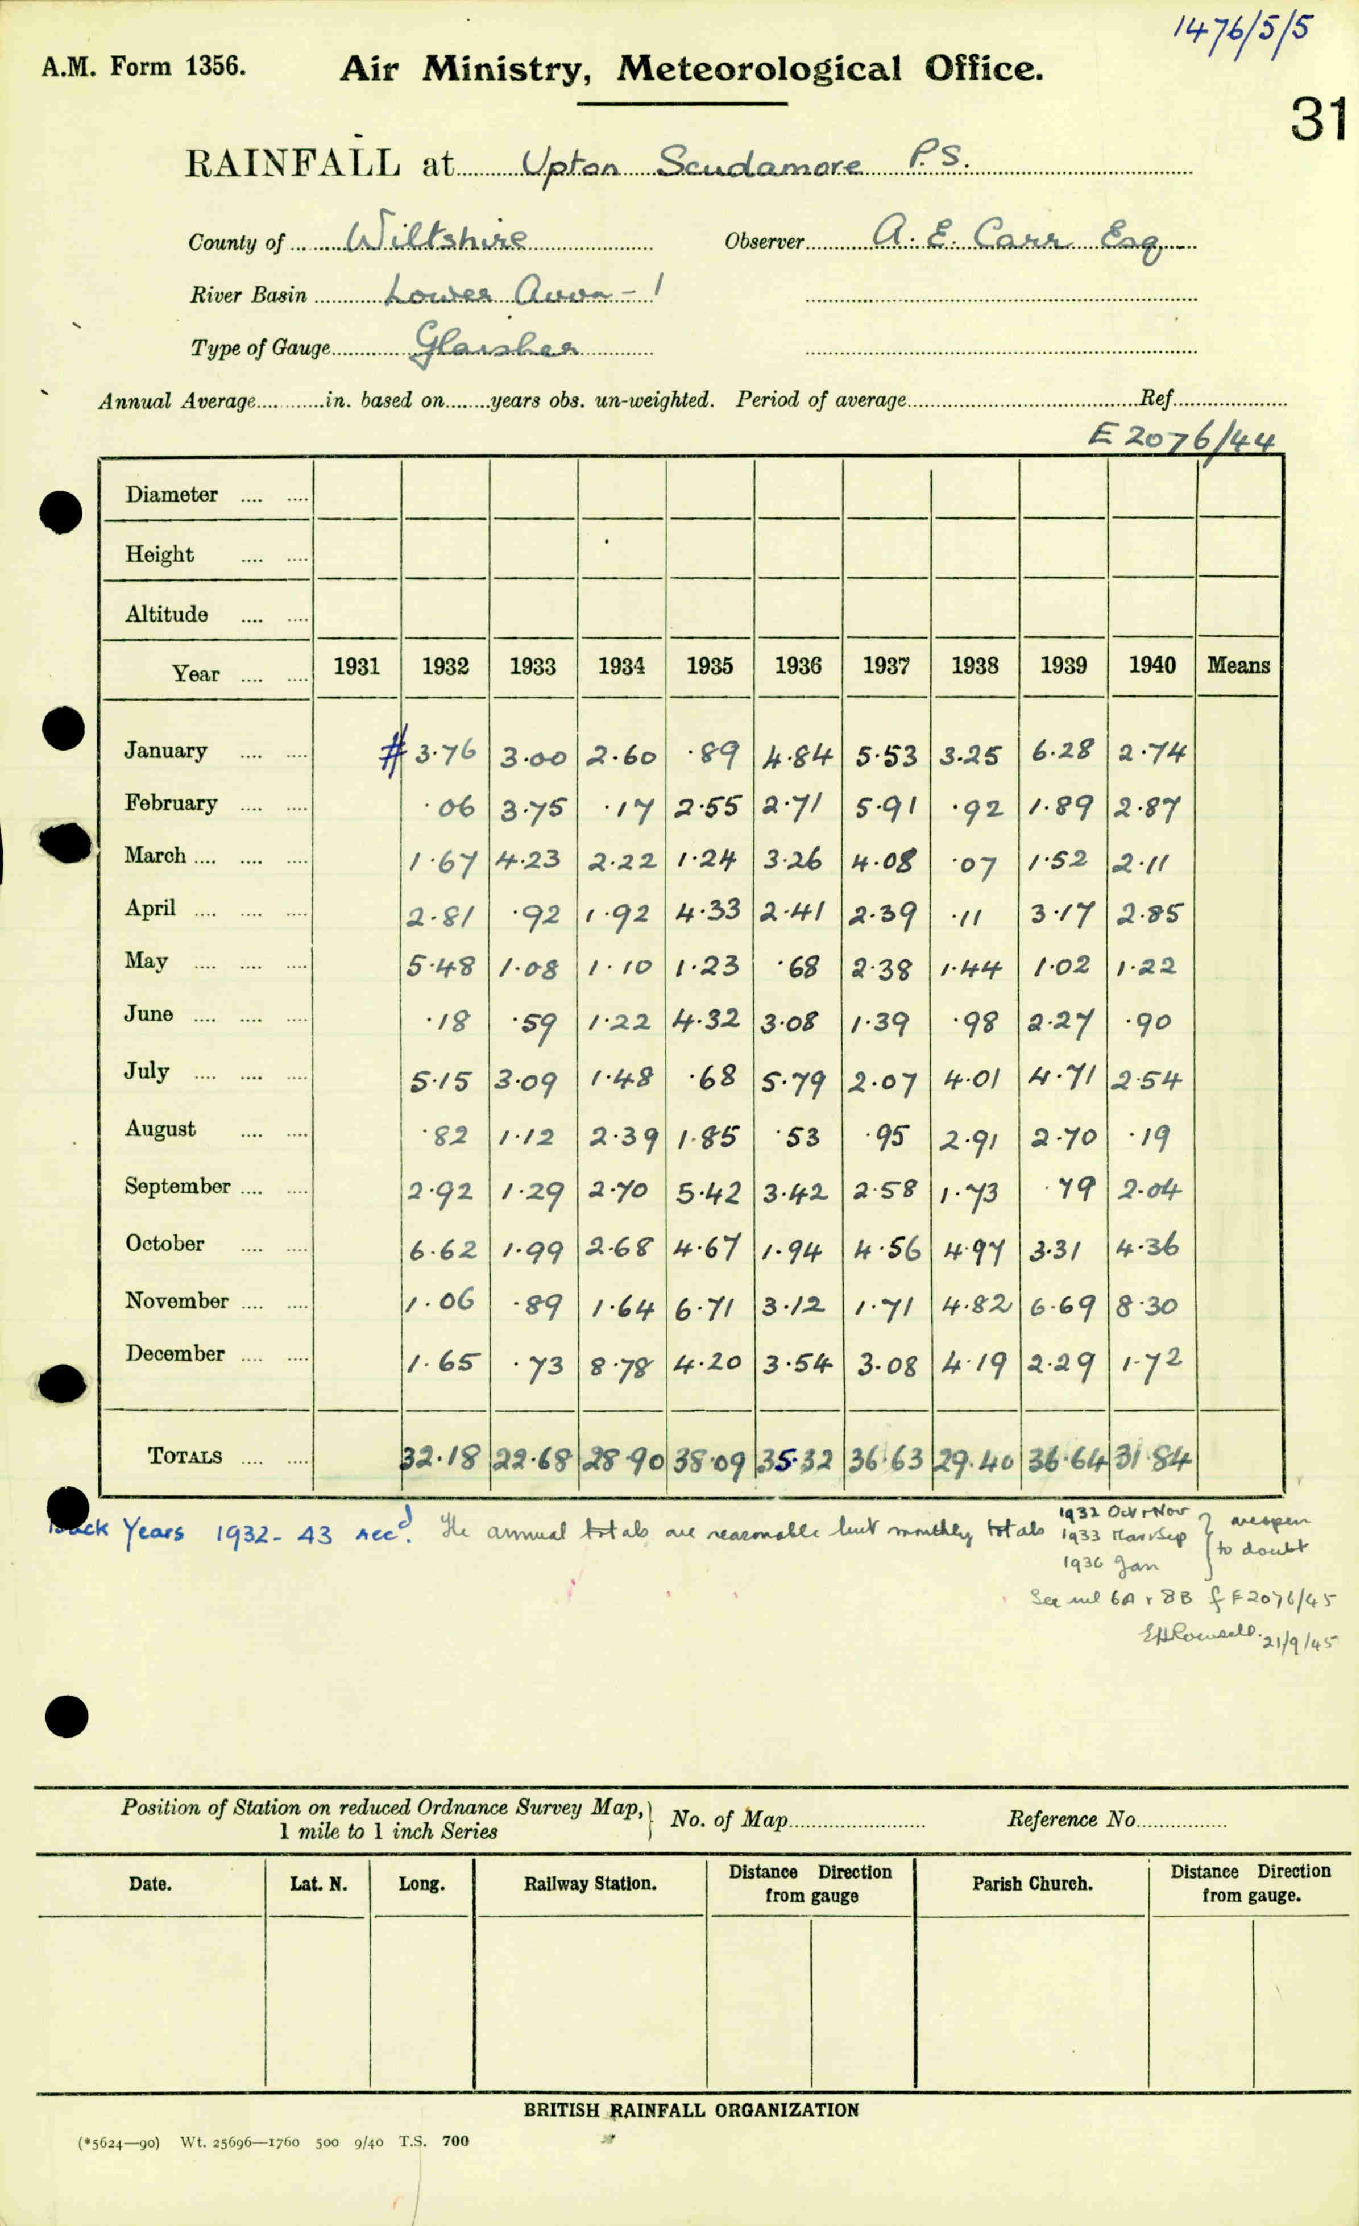 1476/5/5
A.M. Form 1356. Air Ministry, Meteorological Office.
31
RAINFALL at Upton Scudamore P.S.
County of Wiltshire Observer A. E. Carr Esq
River Basin Lower Avon - 1
Type of Gauge Glaisher
Annual Average in. based on years obs. un-weighted. Period of average Ref
E 2076/44
Diameter
Height
Altitude
Year 1931 1932 1933 1934 1935 1936 1937 1938 1939 1940 Means
January # 3.76 3.00 2.60 .89 4.84 5.53 3.25 6.28 2.74
February .06 3.75 .17 2.55 2.71 5.91 .92 1.89 2.87
March 1.67 4.23 2.22 1.24 3.26 4.08 .07 1.52 2.11
April 2.81 .92 1.92 4.33 2.41 2.39 .11 3.17 2.85
May 5.48 1.08 1.10 1.23 .68 2.38 1.44 1.02 1.22
June .18 .59 1.22 4.32 3.08 1.39 .98 2.27 .90
July 5.15 3.09 1.48 .68 5.79 2.07 4.01 4.71 2.54
August .82 1.12 2.39 1.85 .53 .95 2.91 2.70 .19
September 2.92 1.29 2.70 5.42 3.42 2.58 1.73 .79 2.04
October 6.62 1.99 2.68 4.67 1.94 4.56 4.97 3.31 4.36
November 1.06 .89 1.64 6.71 3.12 1.71 4.82 6.69 8.30
December 1.65 .73 8.78 4.20 3.54 3.08 4.19 2.29 1.72
TOTALS 32.18 22.68 28.90 38.09 35.32 36.63 29.40 36.64 31.84
Back Years 1932-43 Accd. The annual totals are reasonable but monthly totals
1932 Oct + Nov
1933 Mar + Sep
1936 Jan
are open
to doubt
See 6A + 8B of F2076/45
21/9/45
Position of Station on reduced Ordnance Survey Map,
1 mile to 1 inch Series
No. of Map Reference No.
Date. Lat. N. Long. Railway Station. Distance Direction from gauge Parish Church. Distance Direction from gauge.
BRITISH RAINFALL ORGANIZATION
(*5624—90) Wt. 25696—1760 500 9/40 T.S. 700